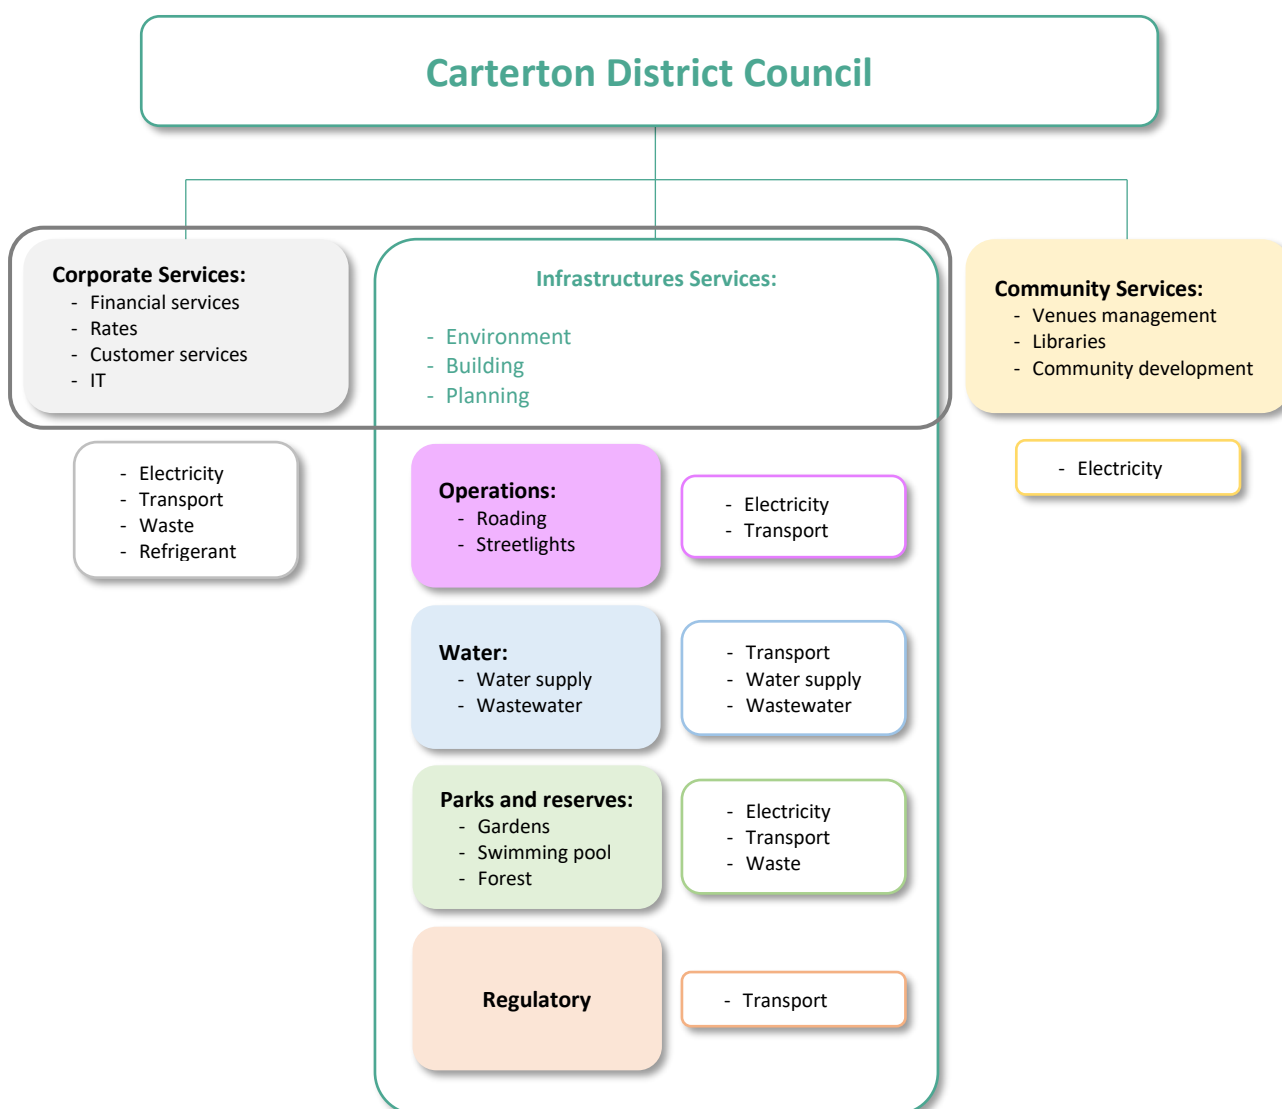 Carterton District Council
Corporate Services:
- Financial services
- Rates
- Customer services
- IT
- Electricity
- Transport
- Waste
- Refrigerant
Infrastructures Services:
- Environment
- Building
- Planning
Operations:
- Roading
- Streetlights
- Electricity
- Transport
Water:
- Water supply
- Wastewater
- Transport
- Water supply
- Wastewater
Parks and reserves:
- Gardens
- Swimming pool
- Forest
- Electricity
- Transport
- Waste
Regulatory
- Transport
Community Services:
- Venues management
- Libraries
- Community development
- Electricity